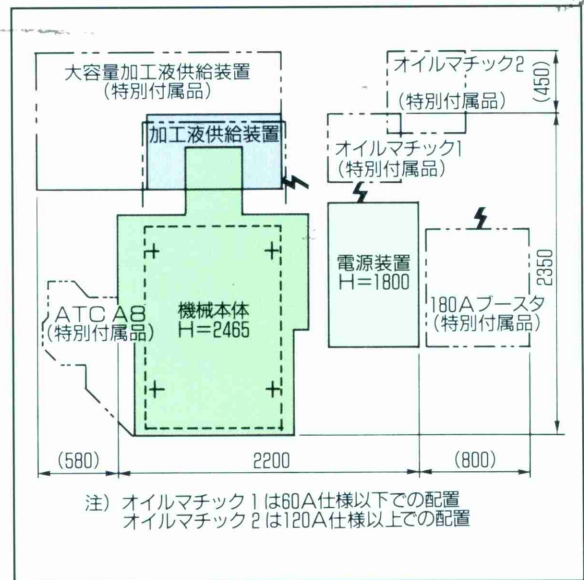 大容量加工液供給装置
(特別付属品)
オイルマチック2
(特別付属品)
(450)
加工液供給装置
オイルマチック1
(特別付属品)
電源装置
H=1800
180Aブースタ
(特別付属品)
2350
ATC A8
(特別付属品)
機械本体
H=2465
(580)
2200
(800)
注) オイルマチック1は60A仕様以下での配置
オイルマチック2は120A仕様以上での配置